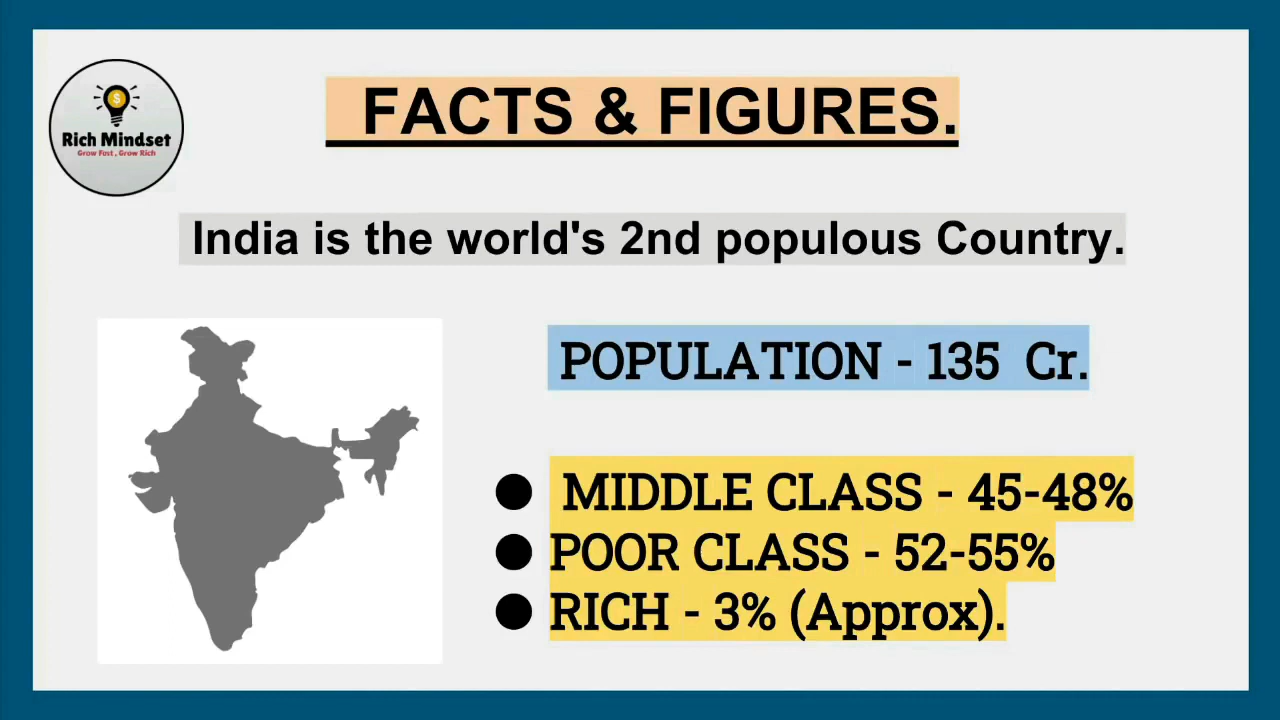 Rich Mindset
Grow Fast , Grow Rich
FACTS & FIGURES.
India is the world's 2nd populous Country.
POPULATION - 135 Cr.
● MIDDLE CLASS - 45-48%
● POOR CLASS - 52-55%
● RICH - 3% (Approx).